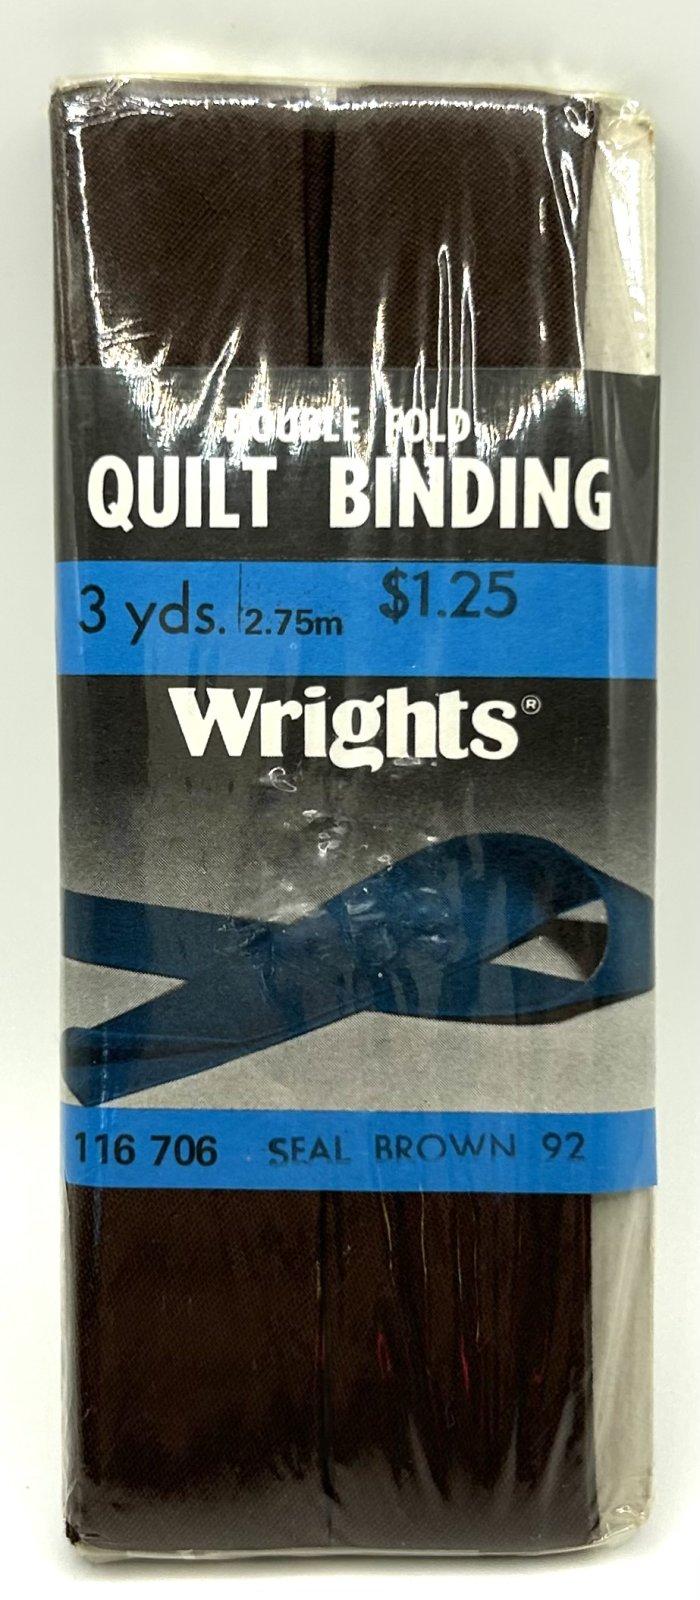 DOUBLE FOLD
QUILT BINDING
3 yds. 2.75m $1.25
Wrights®
116 706 SEAL BROWN 92